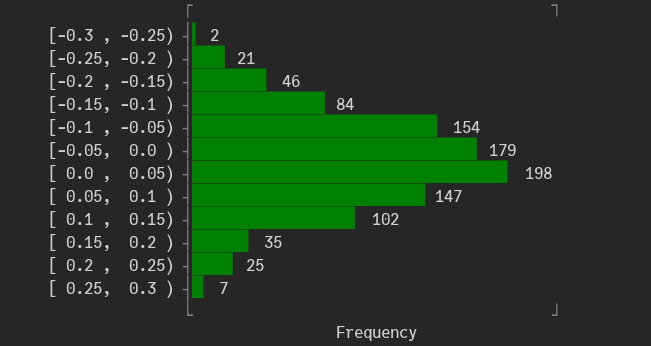 [-0.3 , -0.25) 2
[-0.25, -0.2 ) 21
[-0.2 , -0.15) 46
[-0.15, -0.1 ) 84
[-0.1 , -0.05) 154
[-0.05,  0.0 ) 179
[ 0.0 ,  0.05) 198
[ 0.05,  0.1 ) 147
[ 0.1 ,  0.15) 102
[ 0.15,  0.2 ) 35
[ 0.2 ,  0.25) 25
[ 0.25,  0.3 ) 7
Frequency